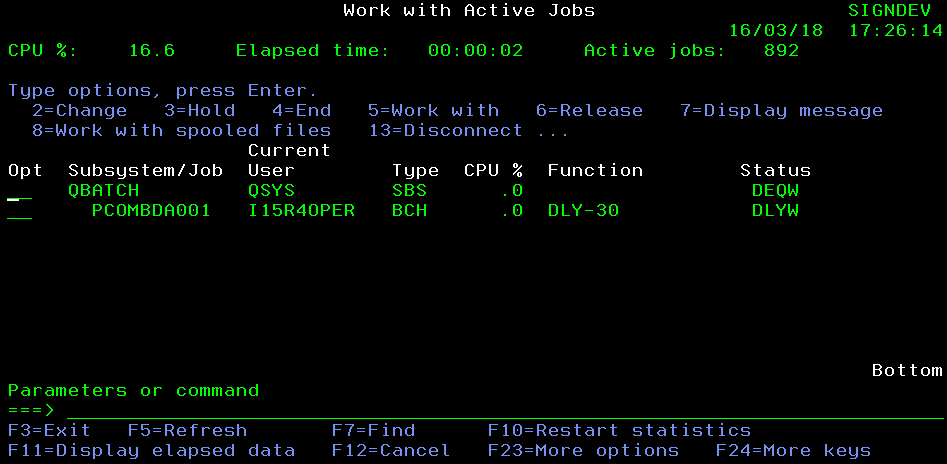 Work with Active Jobs SIGNDEV
16/03/18 17:26:14
CPU %: 16.6 Elapsed time: 00:00:02 Active jobs: 892
Type options, press Enter.
2=Change 3=Hold 4=End 5=Work with 6=Release 7=Display message
8=Work with spooled files 13=Disconnect ...
Current
Opt Subsystem/Job User Type CPU % Function Status
__ QBATCH QSYS SBS .0 DEQW
__ PCOMBDA001 I15R4OPER BCH .0 DLY-30 DLYW
Bottom
Parameters or command
===>
F3=Exit F5=Refresh F7=Find F10=Restart statistics
F11=Display elapsed data F12=Cancel F23=More options F24=More keys